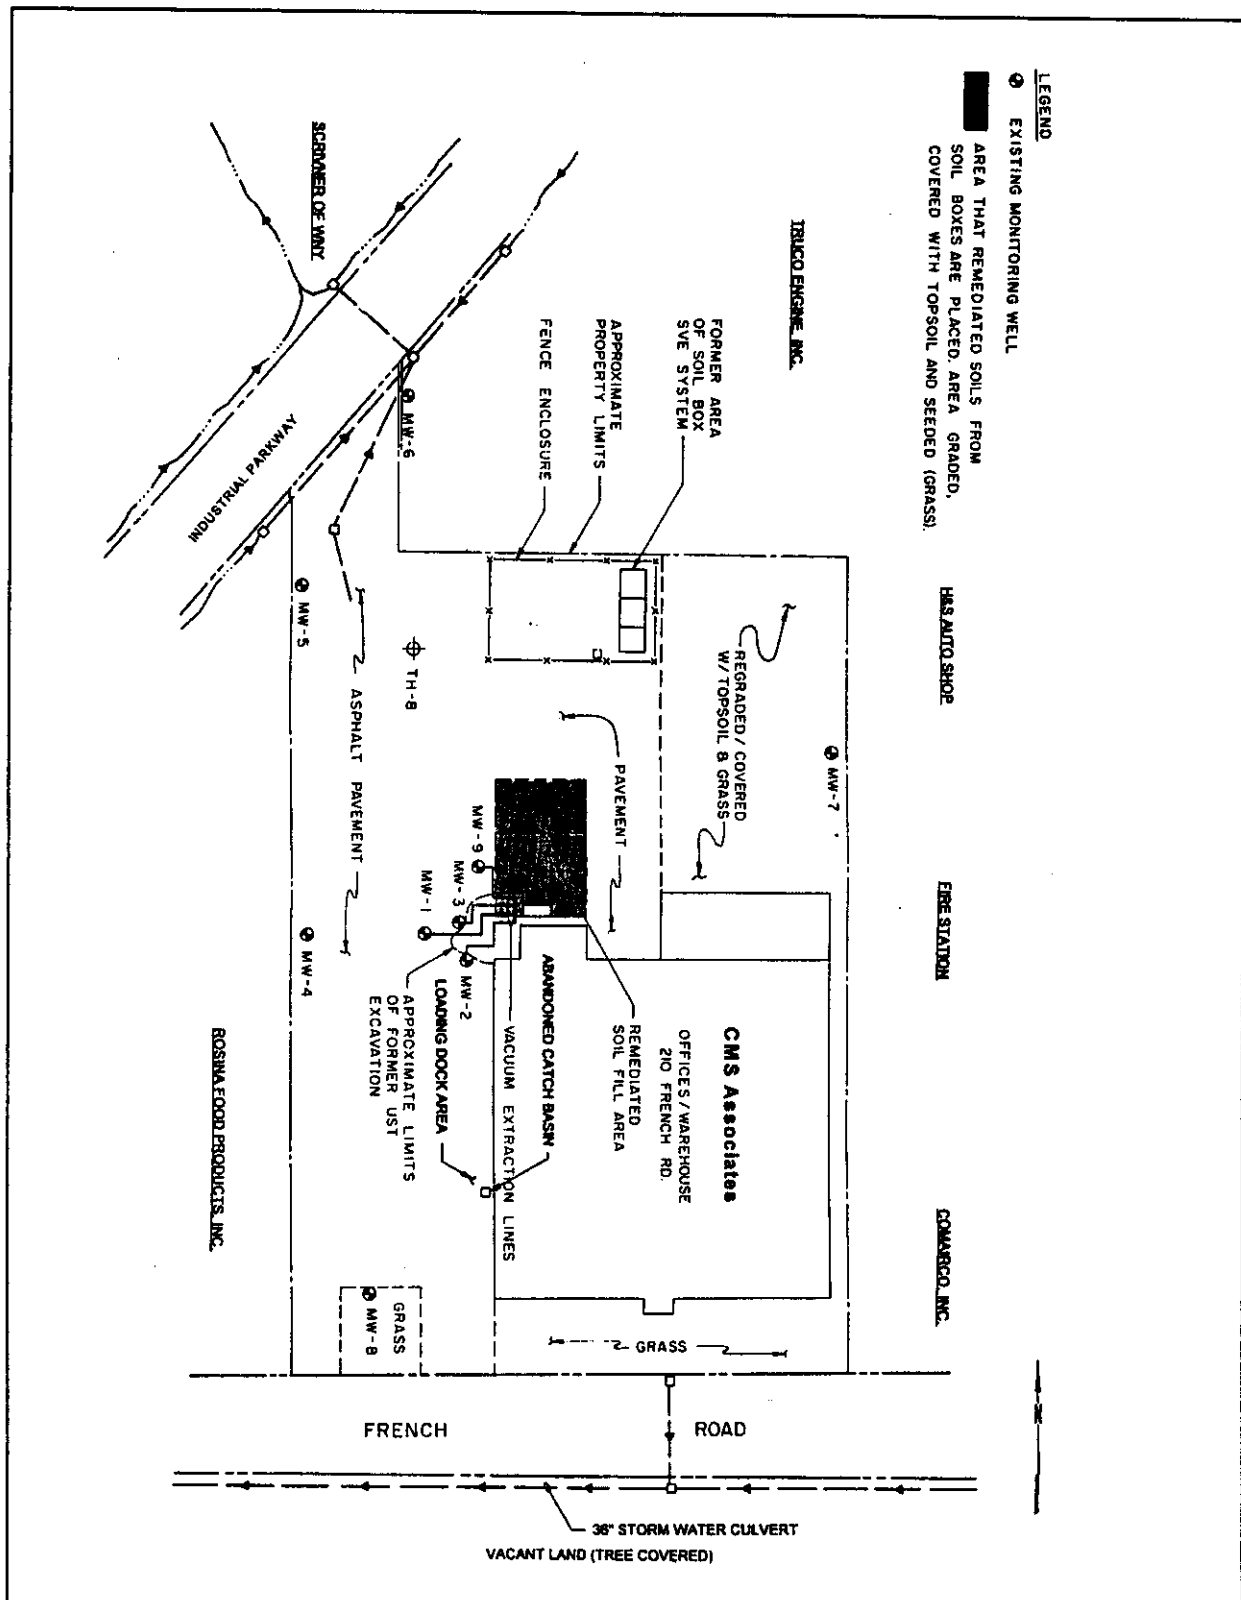 LEGEND
EXISTING MONITORING WELL
AREA THAT REMEDIATED SOILS FROM
SOIL BOXES ARE PLACED, AREA GRADED,
COVERED WITH TOPSOIL AND SEEDED (GRASS).
TRUCO ENGINE, INC.
H&S AUTO SHOP
FIRE STATION
COMAIRCO, INC.
SCRIVNER OF WNY
INDUSTRIAL PARKWAY
FORMER AREA
OF SOIL BOX
SVE SYSTEM
APPROXIMATE
PROPERTY LIMITS
FENCE ENCLOSURE
MW-6
MW-5
TH-8
ASPHALT PAVEMENT
PAVEMENT
REGRADED/COVERED
W/TOPSOIL & GRASS
MW-7
MW-9
MW-3
MW-1
MW-2
MW-4
CMS Associates
OFFICES/WAREHOUSE
210 FRENCH RD.
REMEDIATED
SOIL FILL AREA
ABANDONED CATCH BASIN
VACUUM EXTRACTION LINES
LOADING DOCK AREA
APPROXIMATE LIMITS
OF FORMER UST
EXCAVATION
ROSINA FOOD PRODUCTS, INC.
GRASS
MW-8
GRASS
FRENCH ROAD
36" STORM WATER CULVERT
VACANT LAND (TREE COVERED)